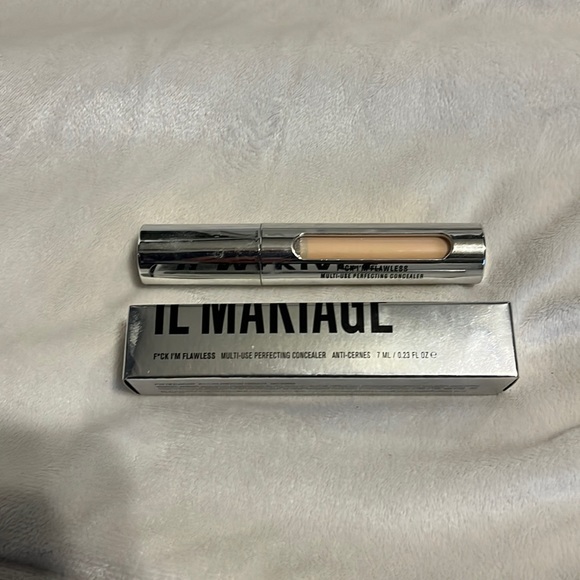 F*CK I'M FLAWLESS
MULTI-USE PERFECTING CONCEALER
IL MAKIAGE
F*CK I'M FLAWLESS MULTI-USE PERFECTING CONCEALER ANTI-CERNES 7 ML / 0.23 FL OZ ℮